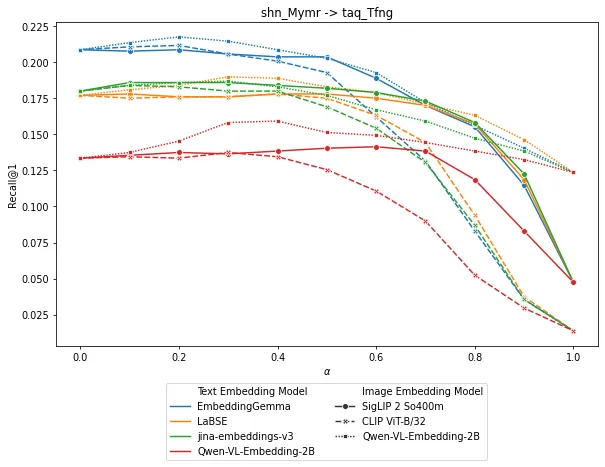 shn_Mymr -> taq_Tfng
0.225
0.200
0.175
0.150
0.125
0.100
0.075
0.050
0.025
Recall@1
0.0 0.2 0.4 0.6 0.8 1.0
α
Text Embedding Model
EmbeddingGemma
LaBSE
jina-embeddings-v3
Qwen-VL-Embedding-2B
Image Embedding Model
SigLIP 2 So400m
CLIP ViT-B/32
Qwen-VL-Embedding-2B